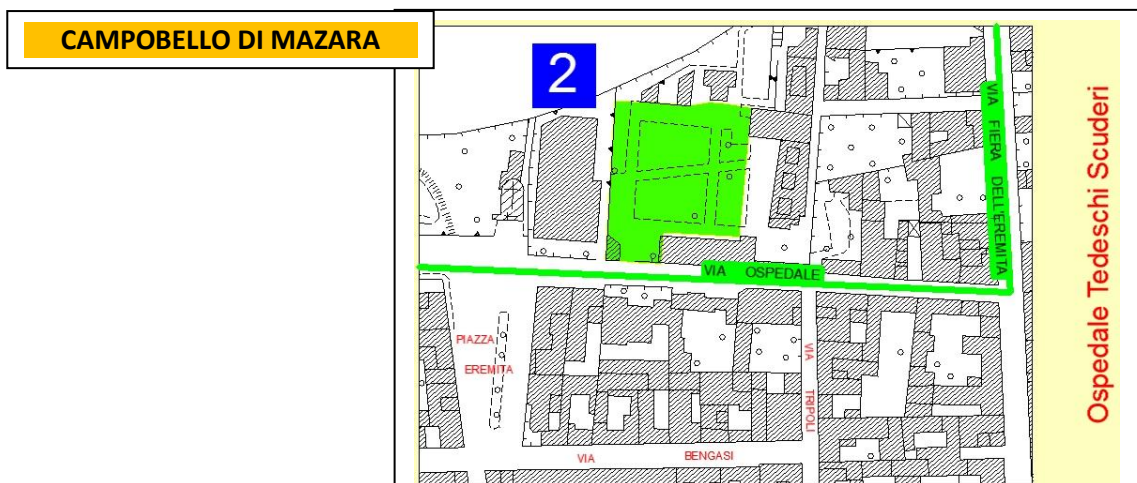 CAMPOBELLO DI MAZARA
2
VIA FIERA DELL'EREMITA
Ospedale Tedeschi Scuderi
VIA OSPEDALE
PIAZZA
EREMITA
VIA TRIPOLI
VIA BENGASI